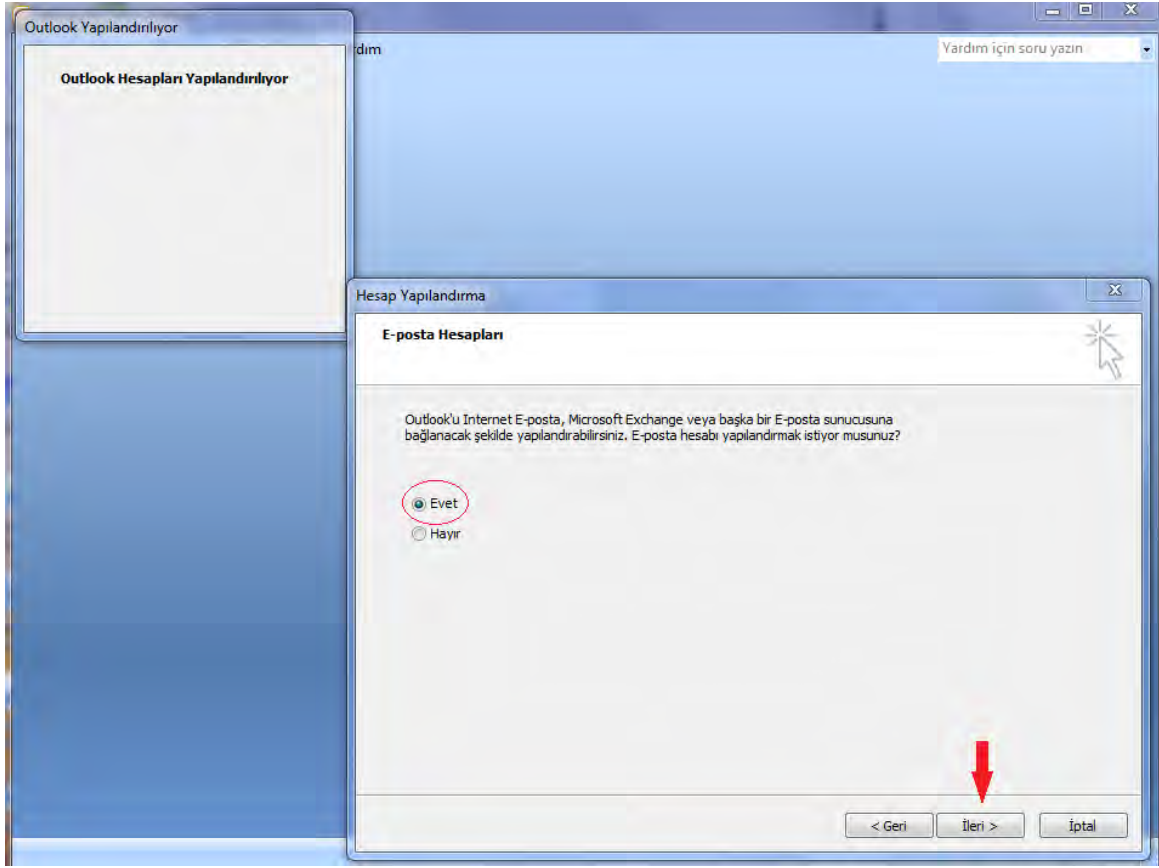 Outlook Yapılandırılıyor
Outlook Hesapları Yapılandırılıyor
rdım
Yardım için soru yazın
Hesap Yapılandırma
E-posta Hesapları
Outlook'u Internet E-posta, Microsoft Exchange veya başka bir E-posta sunucusuna
bağlanacak şekilde yapılandırabilirsiniz. E-posta hesabı yapılandırmak istiyor musunuz?
Evet
Hayır
< Geri
İleri >
İptal